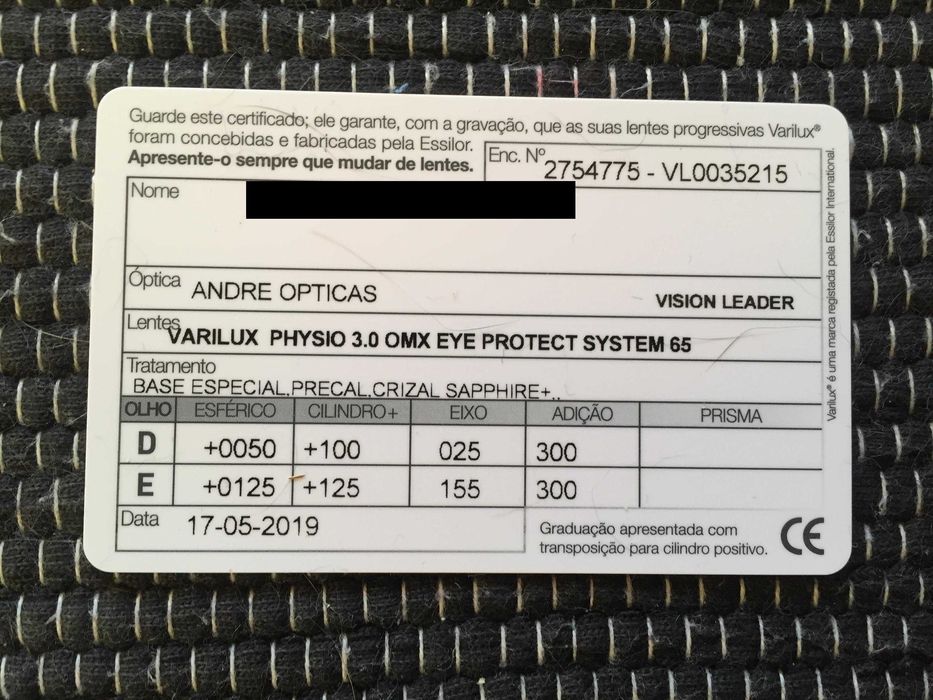 Guarde este certificado; ele garante, com a gravação, que as suas lentes progressivas Varilux®
foram concebidas e fabricadas pela Essilor.
Apresente-o sempre que mudar de lentes.
Enc. Nº 2754775 - VL0035215
Nome
Óptica ANDRE OPTICAS VISION LEADER
Lentes VARILUX PHYSIO 3.0 OMX EYE PROTECT SYSTEM 65
Tratamento
BASE ESPECIAL,PRECAL,CRIZAL SAPPHIRE+,.
OLHO ESFÉRICO CILINDRO+ EIXO ADIÇÃO PRISMA
D +0050 +100 025 300
E +0125 +125 155 300
Data 17-05-2019
Graduação apresentada com
transposição para cilindro positivo.
CE
Varilux® é uma marca registada pela Essilor International.